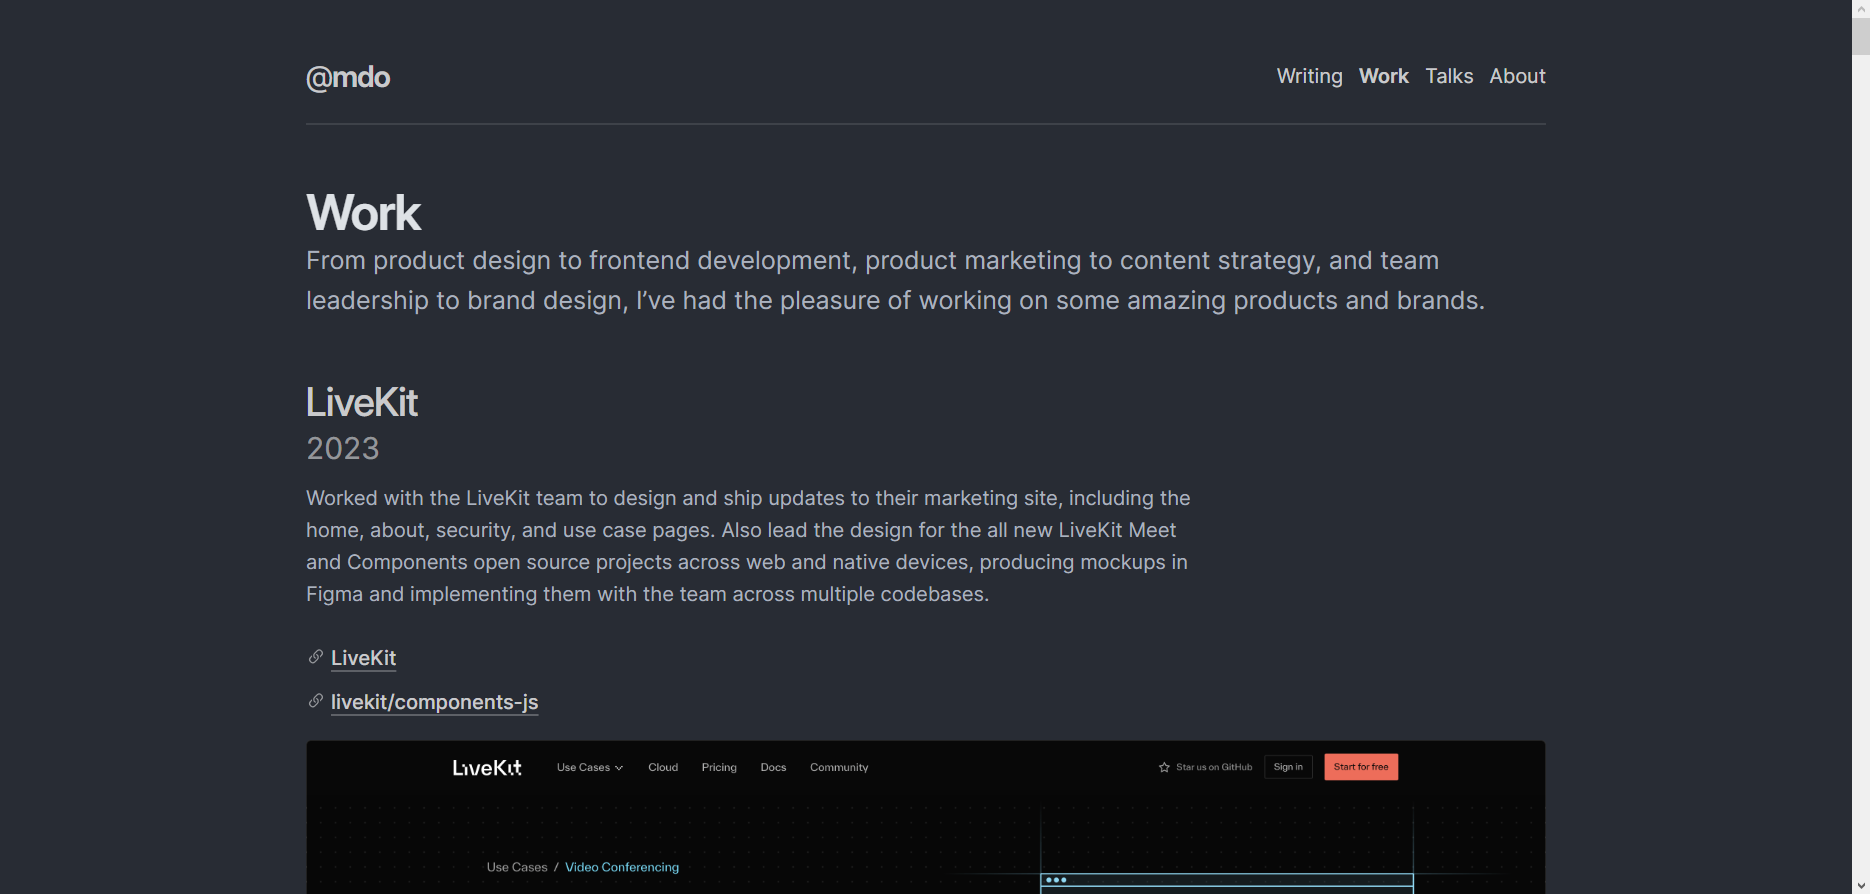 @mdo
Writing Work Talks About
Work
From product design to frontend development, product marketing to content strategy, and team
leadership to brand design, I’ve had the pleasure of working on some amazing products and brands.
LiveKit
2023
Worked with the LiveKit team to design and ship updates to their marketing site, including the
home, about, security, and use case pages. Also lead the design for the all new LiveKit Meet
and Components open source projects across web and native devices, producing mockups in
Figma and implementing them with the team across multiple codebases.
LiveKit
livekit/components-js
LiveKit Use Cases Cloud Pricing Docs Community Star us on GitHub Sign in Start for free
Use Cases / Video Conferencing